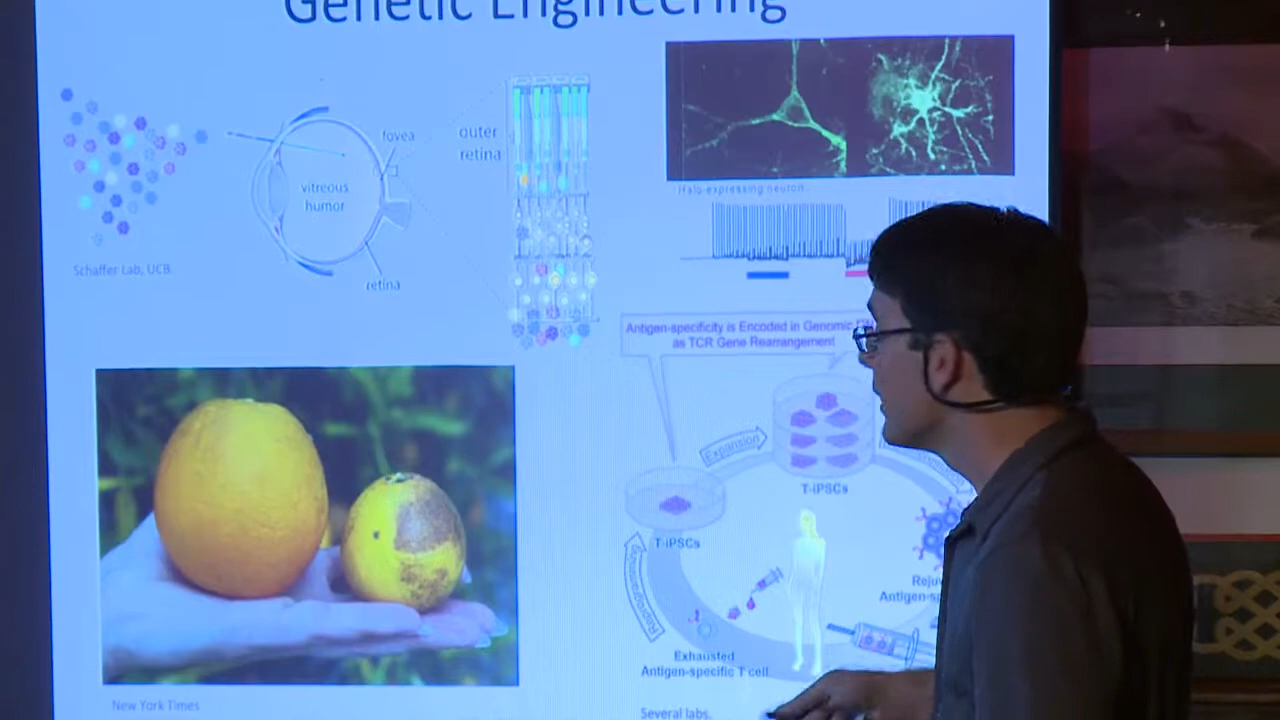 Genetic Engineering
fovea
outer
retina
vitreous
humor
Schaffer Lab, UCB.
retina
Halo-expressing neuron
Antigen-specificity is Encoded in Genomic
as TCR Gene Rearrangement
Expansion
T-iPSCs
T-iPSCs
Exhausted
Antigen-specific T cell
New York Times
Several labs.